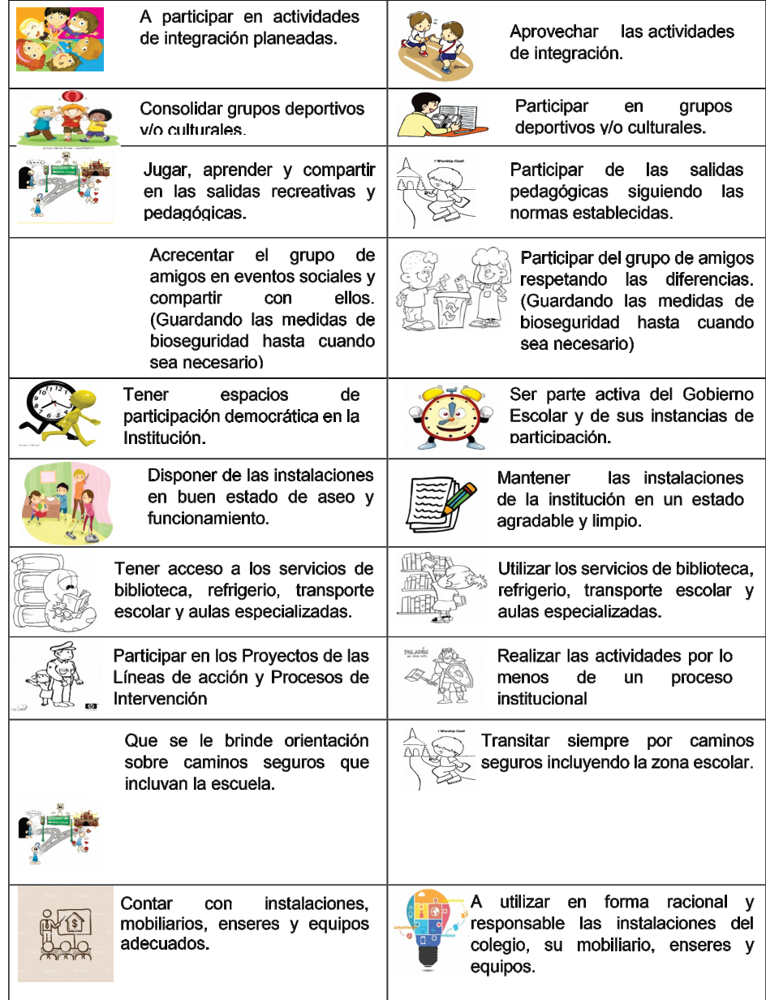 A participar en actividades
de integración planeadas.
Aprovechar las actividades
de integración.
Consolidar grupos deportivos
y/o culturales.
Participar en grupos
deportivos y/o culturales.
Jugar, aprender y compartir
en las salidas recreativas y
pedagógicas.
I Worship God!
Participar de las salidas
pedagógicas siguiendo las
normas establecidas.
Acrecentar el grupo de
amigos en eventos sociales y
compartir con ellos.
(Guardando las medidas de
bioseguridad hasta cuando
sea necesario)
Participar del grupo de amigos
respetando las diferencias.
(Guardando las medidas de
bioseguridad hasta cuando
sea necesario)
Tener espacios de
participación democrática en la
Institución.
Ser parte activa del Gobierno
Escolar y de sus instancias de
participación.
Disponer de las instalaciones
en buen estado de aseo y
funcionamiento.
Mantener las instalaciones
de la institución en un estado
agradable y limpio.
Tener acceso a los servicios de
biblioteca, refrigerio, transporte
escolar y aulas especializadas.
Utilizar los servicios de biblioteca,
refrigerio, transporte escolar y
aulas especializadas.
Participar en los Proyectos de las
Líneas de acción y Procesos de
Intervención
hp
PALADÍN
Realizar las actividades por lo
menos de un proceso
institucional
Que se le brinde orientación
sobre caminos seguros que
incluyan la escuela.
I Worship God!
Transitar siempre por caminos
seguros incluyendo la zona escolar.
Contar con instalaciones,
mobiliarios, enseres y equipos
adecuados.
A utilizar en forma racional y
responsable las instalaciones del
colegio, su mobiliario, enseres y
equipos.